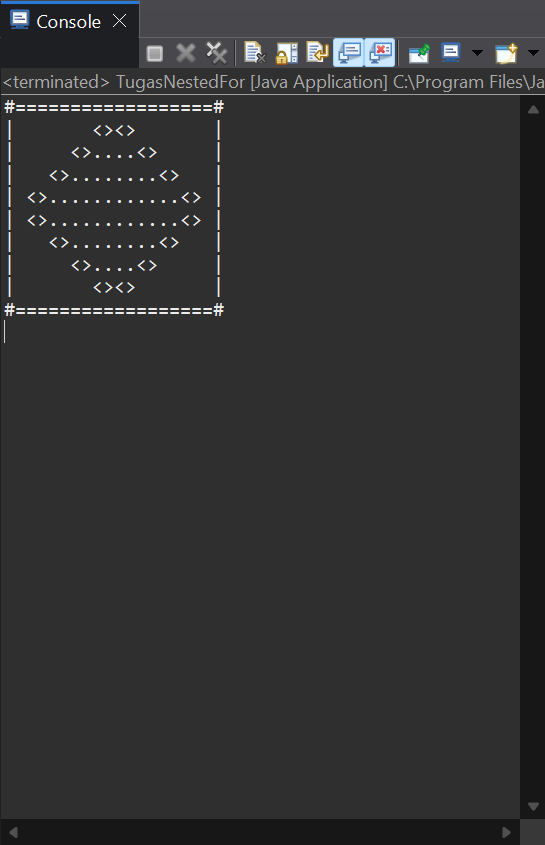 Console
<terminated> TugasNestedFor [Java Application] C:\Program Files\Ja
#==================#
|       <><>       |
|     <>....<>     |
|   <>........<>   |
| <>............<> |
| <>............<> |
|   <>........<>   |
|     <>....<>     |
|       <><>       |
#==================#